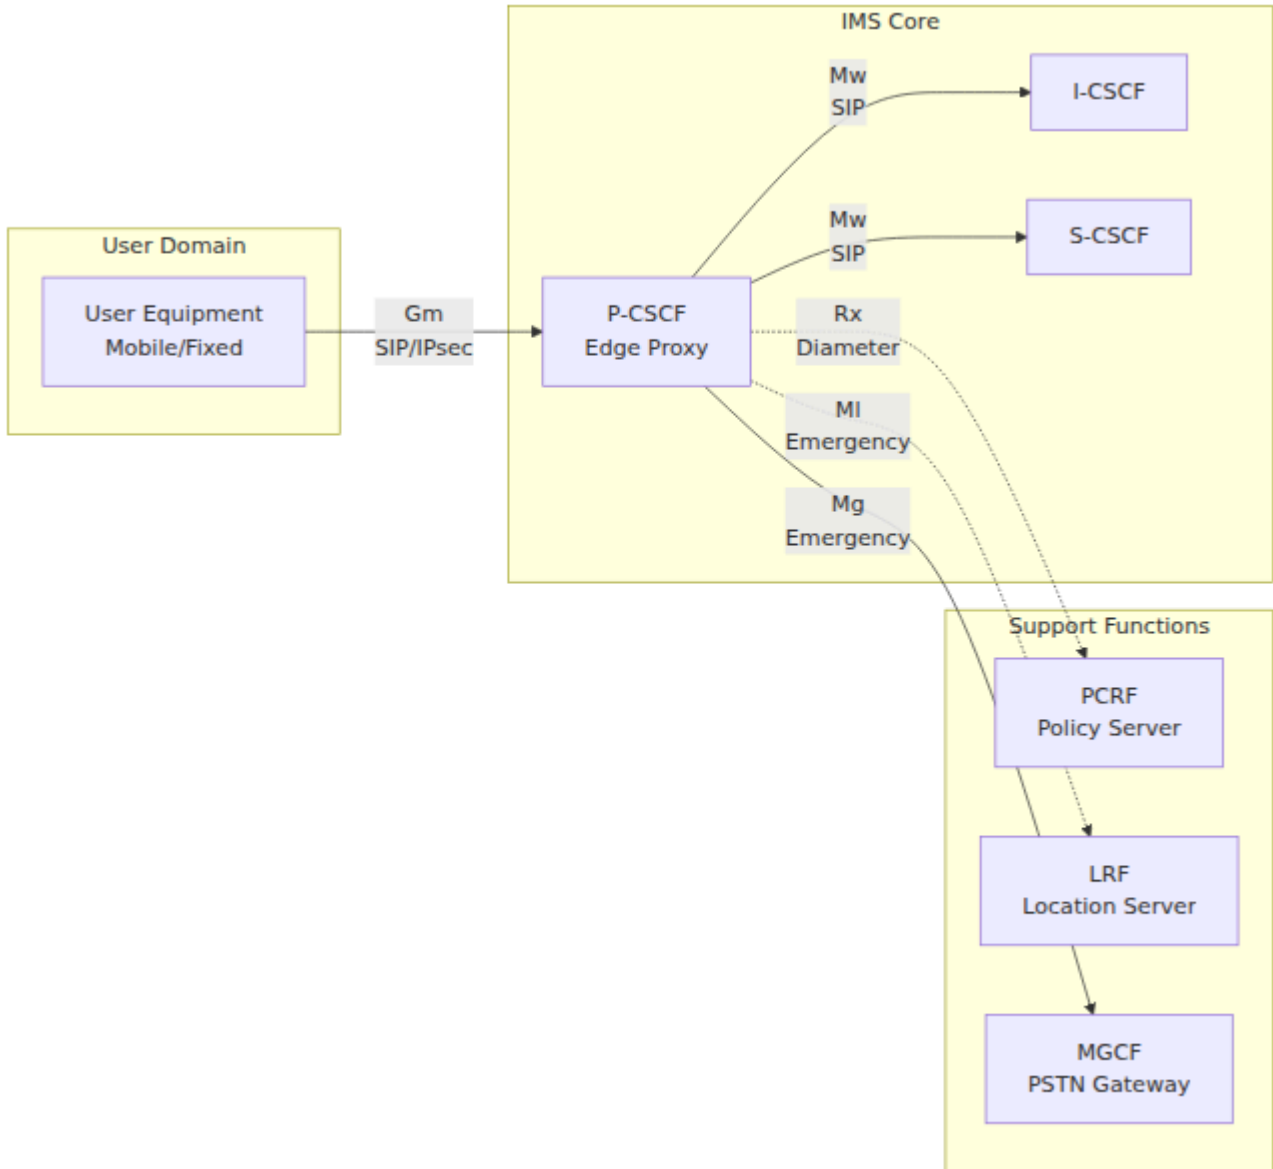 IMS Core
Mw
SIP
I-CSCF
Mw
SIP
S-CSCF
User Domain
User Equipment
Mobile/Fixed
Gm
SIP/IPsec
P-CSCF
Edge Proxy
Rx
Diameter
Ml
Emergency
Mg
Emergency
Support Functions
PCRF
Policy Server
LRF
Location Server
MGCF
PSTN Gateway